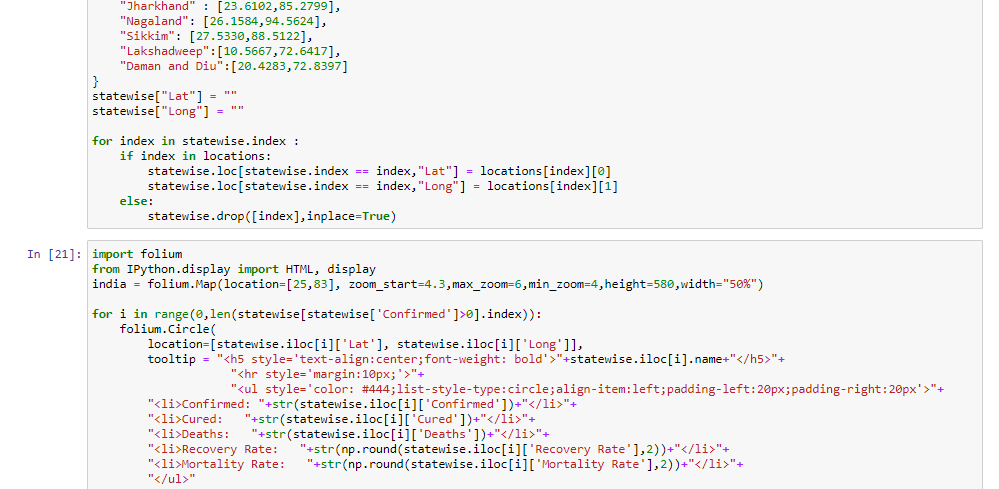 "Jharkhand" : [23.6102,85.2799],
    "Nagaland": [26.1584,94.5624],
    "Sikkim": [27.5330,88.5122],
    "Lakshadweep":[10.5667,72.6417],
    "Daman and Diu":[20.4283,72.8397]
}
statewise["Lat"] = ""
statewise["Long"] = ""
for index in statewise.index :
    if index in locations:
        statewise.loc[statewise.index == index,"Lat"] = locations[index][0]
        statewise.loc[statewise.index == index,"Long"] = locations[index][1]
    else:
        statewise.drop([index],inplace=True)
In [21]: import folium
from IPython.display import HTML, display
india = folium.Map(location=[25,83], zoom_start=4.3,max_zoom=6,min_zoom=4,height=580,width="50%")
for i in range(0,len(statewise[statewise['Confirmed']>0].index)):
    folium.Circle(
        location=[statewise.iloc[i]['Lat'], statewise.iloc[i]['Long']],
        tooltip = "<h5 style='text-align:center;font-weight: bold'>"+statewise.iloc[i].name+"</h5>"+
                    "<hr style='margin:10px;'>"+
                    "<ul style='color: #444;list-style-type:circle;align-item:left;padding-left:20px;padding-right:20px'>"+
        "<li>Confirmed: "+str(statewise.iloc[i]['Confirmed'])+"</li>"+
        "<li>Cured:   "+str(statewise.iloc[i]['Cured'])+"</li>"+
        "<li>Deaths:   "+str(statewise.iloc[i]['Deaths'])+"</li>"+
        "<li>Recovery Rate:   "+str(np.round(statewise.iloc[i]['Recovery Rate'],2))+"</li>"+
        "<li>Mortality Rate:   "+str(np.round(statewise.iloc[i]['Mortality Rate'],2))+"</li>"+
        "</ul>"